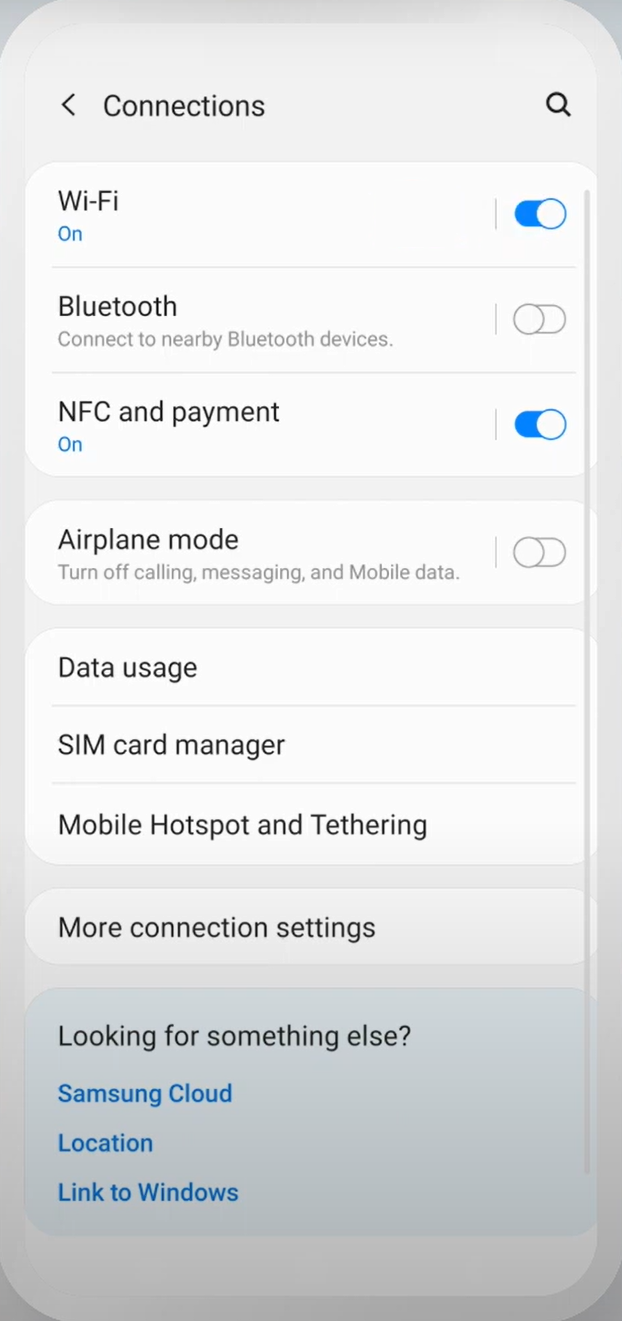 Connections
Wi-Fi
On
Bluetooth
Connect to nearby Bluetooth devices.
NFC and payment
On
Airplane mode
Turn off calling, messaging, and Mobile data.
Data usage
SIM card manager
Mobile Hotspot and Tethering
More connection settings
Looking for something else?
Samsung Cloud
Location
Link to Windows